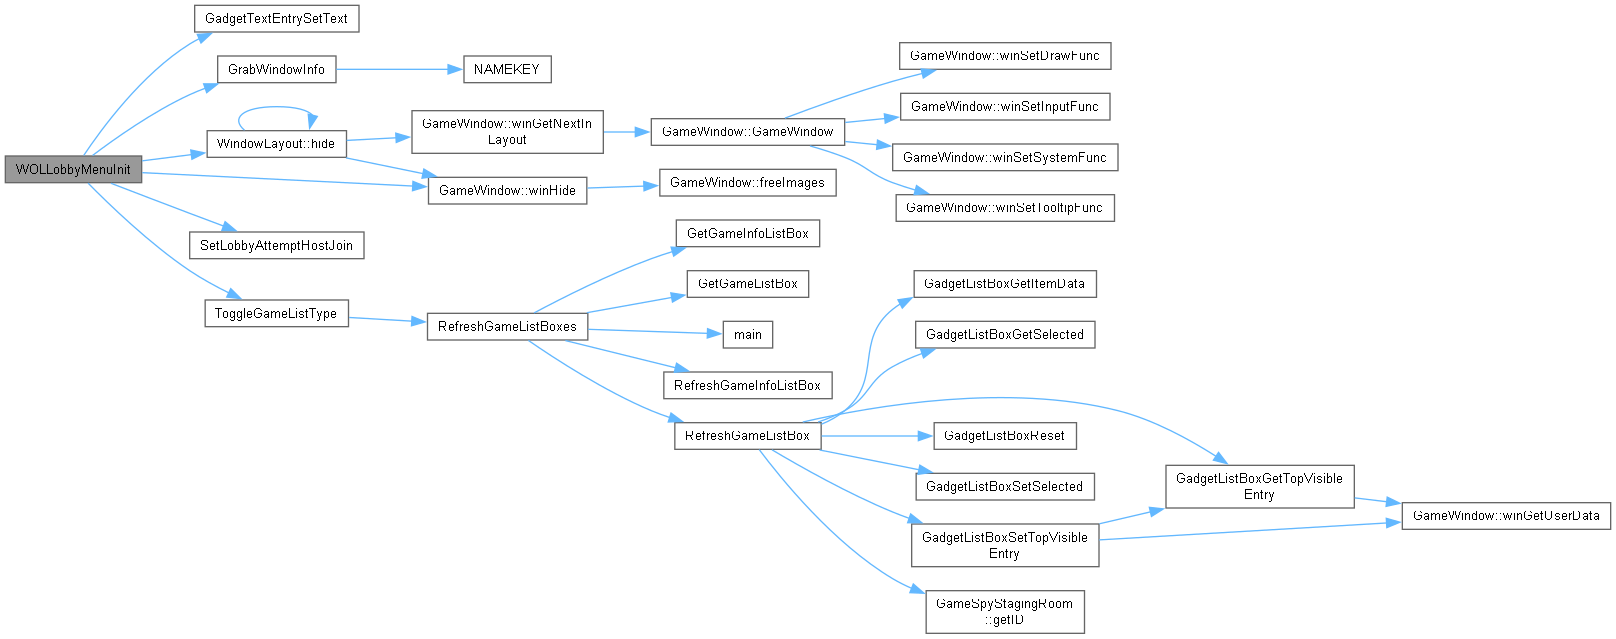 GadgetTextEntrySetText
GrabWindowInfo
NAMEKEY
GameWindow::winSetDrawFunc
GameWindow::winSetInputFunc
GameWindow::winGetNextIn
Layout
GameWindow::GameWindow
WindowLayout::hide
GameWindow::winSetSystemFunc
WOLLobbyMenuInit
GameWindow::winHide
GameWindow::freeImages
GameWindow::winSetTooltipFunc
SetLobbyAttemptHostJoin
GetGameInfoListBox
GetGameListBox
GadgetListBoxGetItemData
ToggleGameListType
RefreshGameListBoxes
main
GadgetListBoxGetSelected
RefreshGameInfoListBox
RefreshGameListBox
GadgetListBoxReset
GadgetListBoxSetSelected
GadgetListBoxGetTopVisible
Entry
GameWindow::winGetUserData
GadgetListBoxSetTopVisible
Entry
GameSpyStagingRoom
::getID